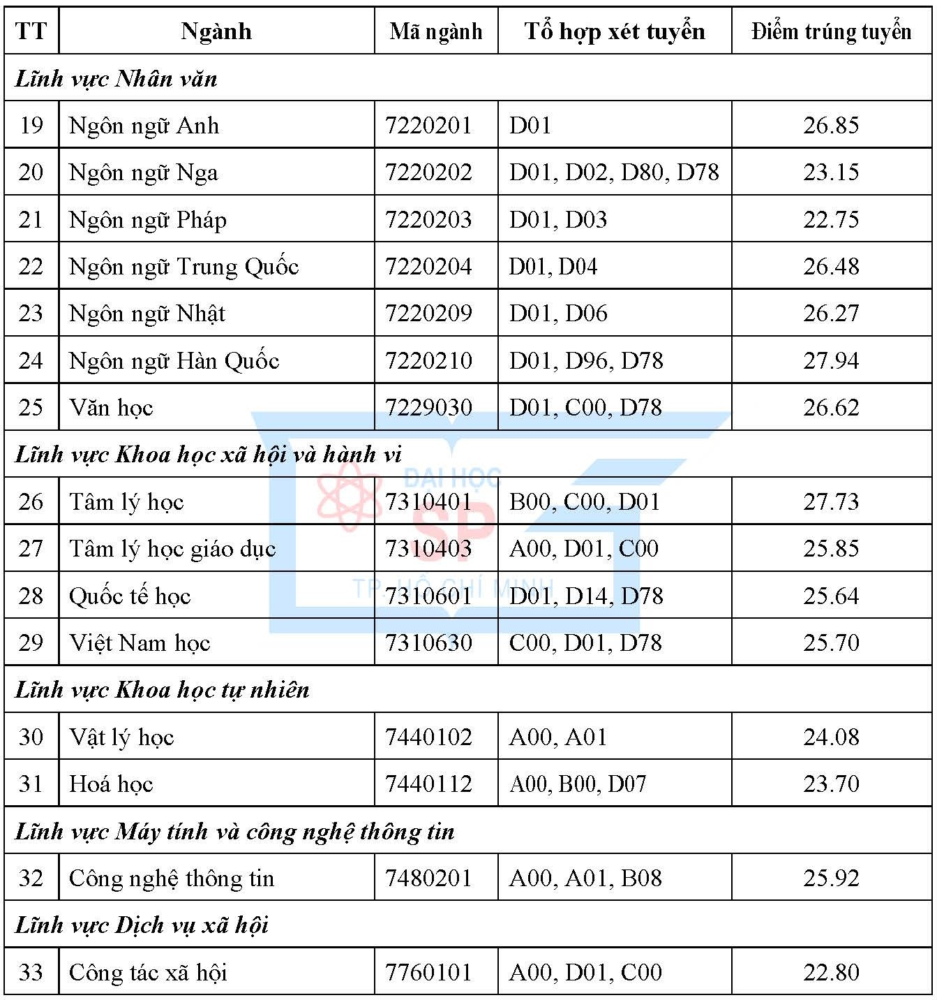 TT Ngành Mã ngành Tổ hợp xét tuyển Điểm trúng tuyển
Lĩnh vực Nhân văn
19 Ngôn ngữ Anh 7220201 D01 26.85
20 Ngôn ngữ Nga 7220202 D01, D02, D80, D78 23.15
21 Ngôn ngữ Pháp 7220203 D01, D03 22.75
22 Ngôn ngữ Trung Quốc 7220204 D01, D04 26.48
23 Ngôn ngữ Nhật 7220209 D01, D06 26.27
24 Ngôn ngữ Hàn Quốc 7220210 D01, D96, D78 27.94
25 Văn học 7229030 D01, C00, D78 26.62
Lĩnh vực Khoa học xã hội và hành vi
ĐẠI HỌC
26 Tâm lý học 7310401 B00, C00, D01 27.73
SP
27 Tâm lý học giáo dục 7310403 A00, D01, C00 25.85
TP. HỒ CHÍ MINH
28 Quốc tế học 7310601 D01, D14, D78 25.64
29 Việt Nam học 7310630 C00, D01, D78 25.70
Lĩnh vực Khoa học tự nhiên
30 Vật lý học 7440102 A00, A01 24.08
31 Hoá học 7440112 A00, B00, D07 23.70
Lĩnh vực Máy tính và công nghệ thông tin
32 Công nghệ thông tin 7480201 A00, A01, B08 25.92
Lĩnh vực Dịch vụ xã hội
33 Công tác xã hội 7760101 A00, D01, C00 22.80